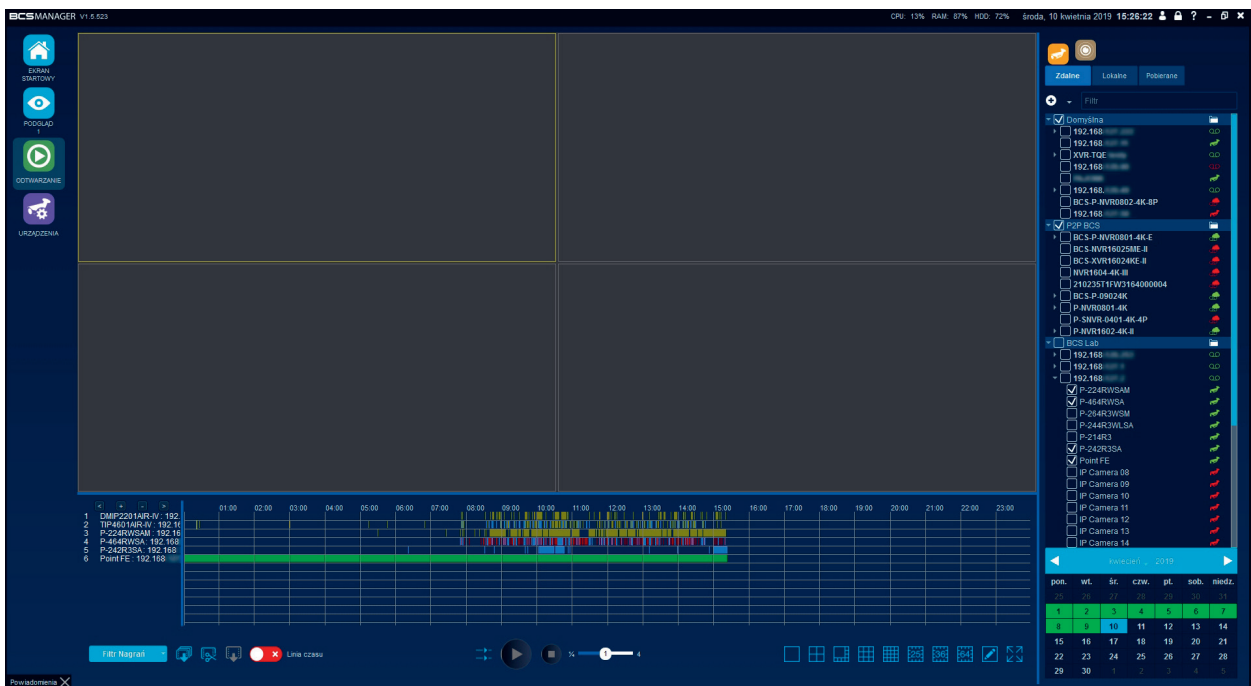 BCSMANAGER V1.5.523
CPU: 13% RAM: 87% HDD: 72% środa, 10 kwietnia 2019 15:26:22 ?
EKRAN
STARTOWY
PODGLĄD
1
ODTWARZANIE
URZĄDZENIA
Zdalne Lokalne Pobierane
Filtr
Domyślna
192.168
192.168
XVR-TQE
192.168
192.168.
BCS-P-NVR0802-4K-8P
192.168
P2P BCS
BCS-P-NVR0801-4K-E
BCS-NVR16025ME-II
BCS-XVR16024KE-II
NVR1604-4K-III
210235T1FW3164000004
BCS-P-09024K
P-NVR0801-4K
P-SNVR-0401-4K-4P
P-NVR1602-4K-II
BCS Lab
192.168
192.168
192.168
P-224RWSAM
P-464RWSA
P-264R3WSM
P-244R3WLSA
P-214R3
P-242R3SA
Point FE
IP Camera 08
IP Camera 09
IP Camera 10
IP Camera 11
IP Camera 12
IP Camera 13
IP Camera 14
< + - >
01:00 02:00 03:00 04:00 05:00 06:00 07:00 08:00 09:00 10:00 11:00 12:00 13:00 14:00 15:00 16:00 17:00 18:00 19:00 20:00 21:00 22:00 23:00
1 DMIP2201AIR-IV : 192.
2 TIP4601AIR-IV : 192.16
3 P-224RWSAM : 192.16
4 P-464RWSA : 192.168
5 P-242R3SA : 192.168
6 Point FE : 192.168
kwiecień , 2019
pon. wt. śr. czw. pt. sob. niedz.
25 26 27 28 29 30 31
1 2 3 4 5 6 7
8 9 10 11 12 13 14
15 16 17 18 19 20 21
22 23 24 25 26 27 28
29 30 1 2 3 4 5
Filtr Nagrań
Linia czasu
¼ 1 4
25 36 64
Powiadomienia X